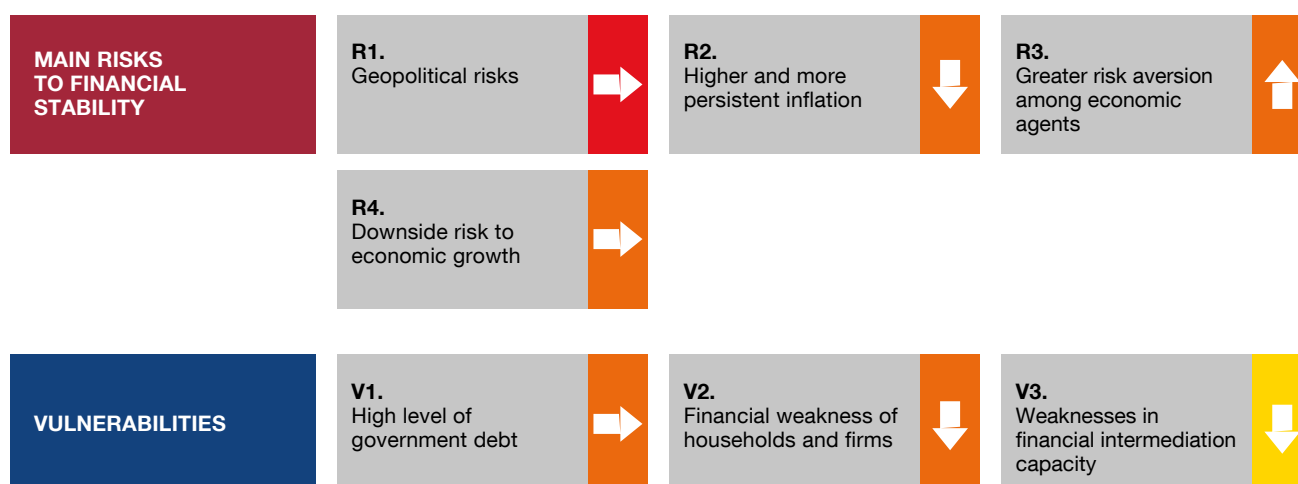 MAIN RISKS
TO FINANCIAL
STABILITY
R1.
Geopolitical risks
R2.
Higher and more
persistent inflation
R3.
Greater risk aversion
among economic
agents
R4.
Downside risk to
economic growth
VULNERABILITIES
V1.
High level of
government debt
V2.
Financial weakness of
households and firms
V3.
Weaknesses in
financial intermediation
capacity